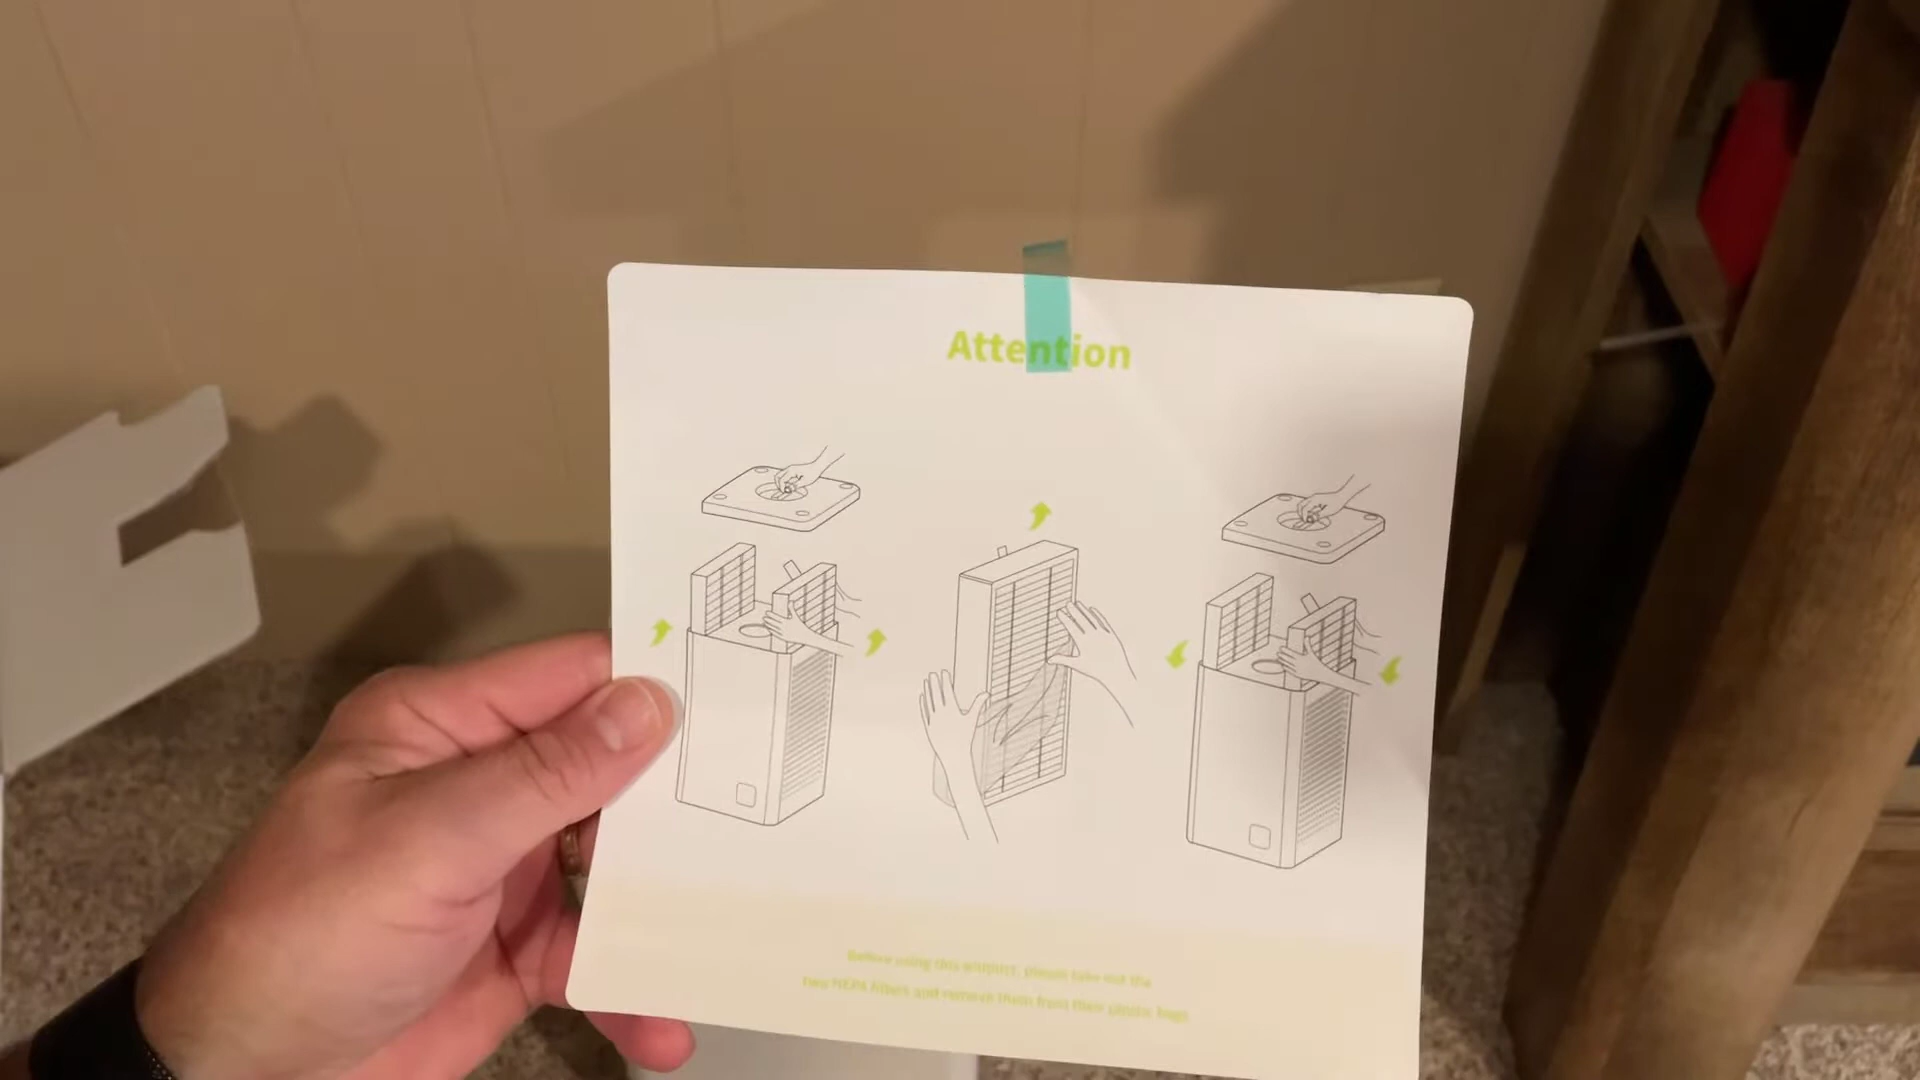 Attention
Before using this product, please take out the
two HEPA filters and remove them from their plastic bags